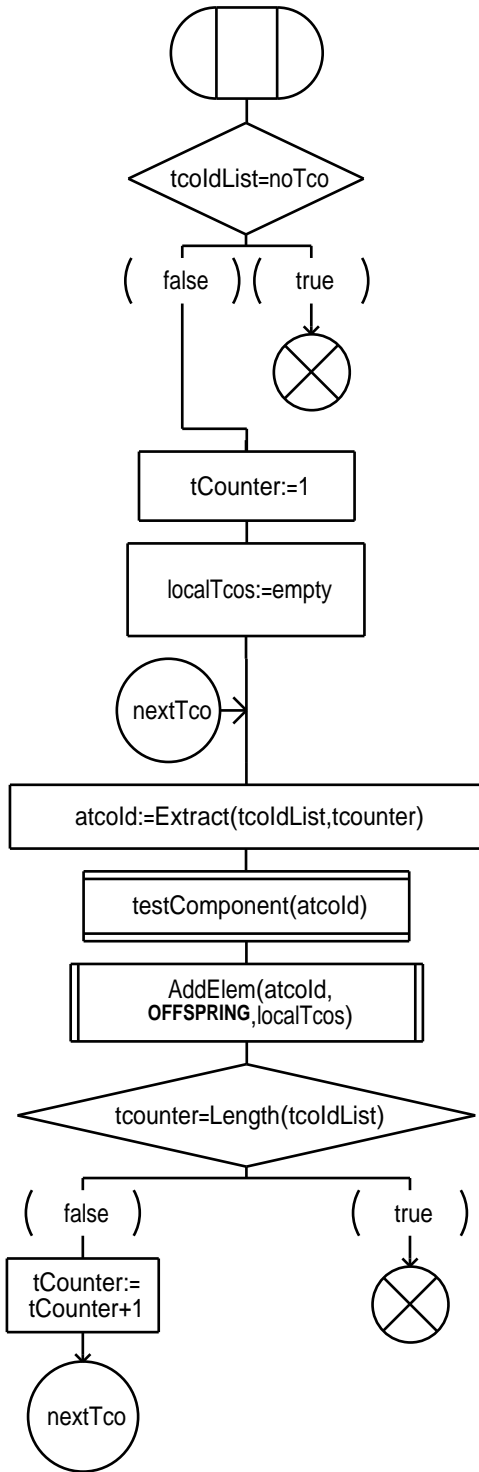 tcoIdList=noTco
( false ) ( true )
tCounter:=1
localTcos:=empty
nextTco
atcoId:=Extract(tcoIdList,tcounter)
testComponent(atcoId)
AddElem(atcoId,
OFFSPRING,localTcos)
tcounter=Length(tcoIdList)
( false ) ( true )
tCounter:=
tCounter+1
nextTco